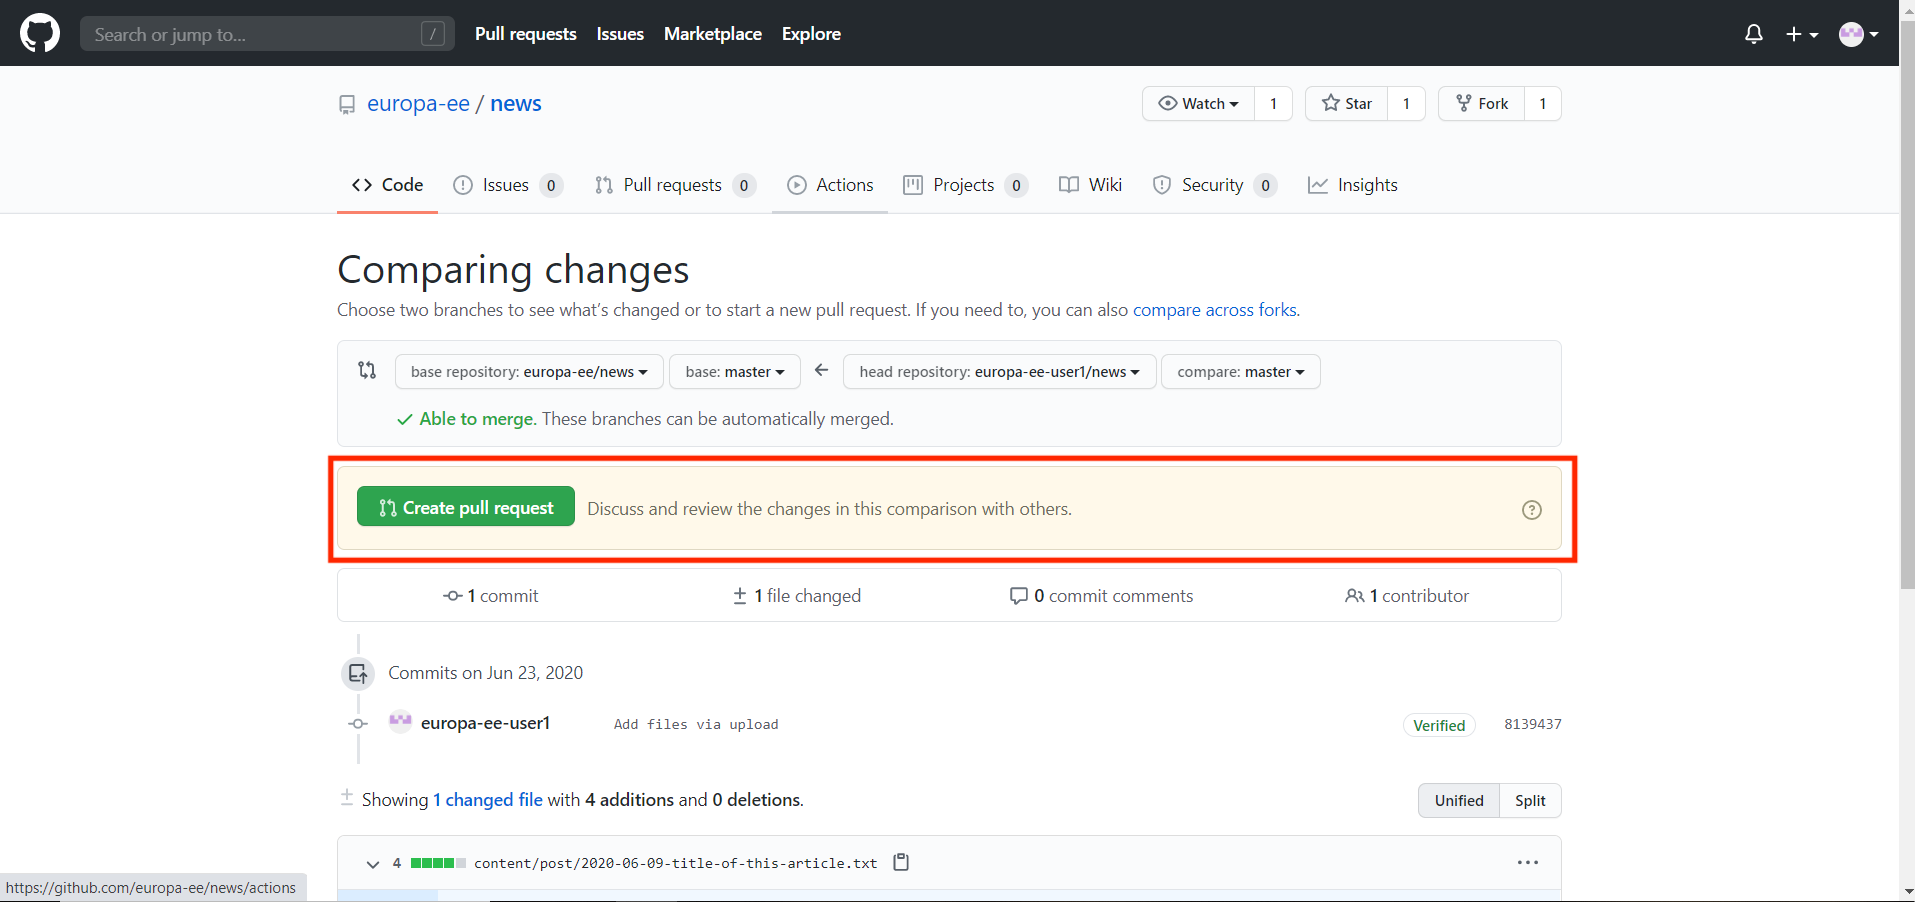 Search or jump to... / Pull requests Issues Marketplace Explore
europa-ee / news Watch 1 Star 1 Fork 1
Code Issues 0 Pull requests 0 Actions Projects 0 Wiki Security 0 Insights
Comparing changes
Choose two branches to see what's changed or to start a new pull request. If you need to, you can also compare across forks.
base repository: europa-ee/news base: master head repository: europa-ee-user1/news compare: master
Able to merge. These branches can be automatically merged.
Create pull request Discuss and review the changes in this comparison with others. ?
1 commit 1 file changed 0 commit comments 1 contributor
Commits on Jun 23, 2020
europa-ee-user1 Add files via upload Verified 8139437
Showing 1 changed file with 4 additions and 0 deletions. Unified Split
4 content/post/2020-06-09-title-of-this-article.txt
https://github.com/europa-ee/news/actions